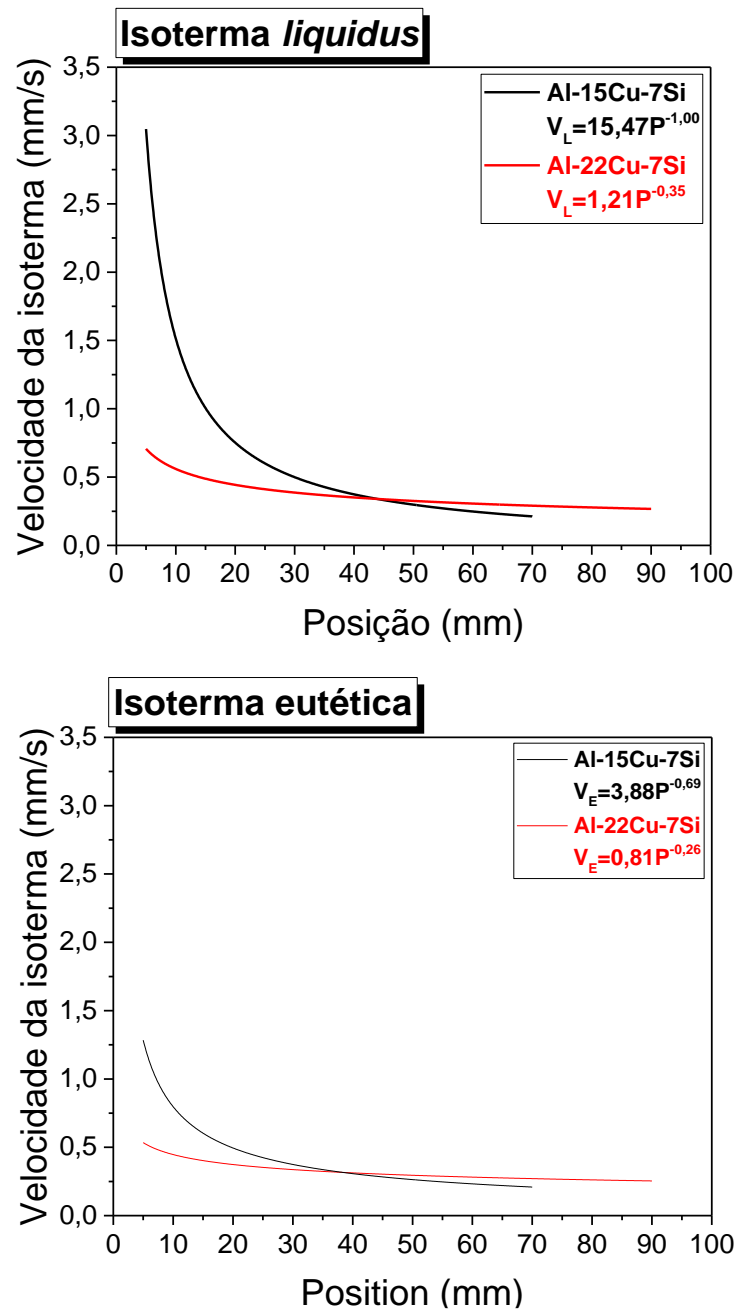 Isoterma liquidus
Velocidade da isoterma (mm/s)
3,5
3,0
2,5
2,0
1,5
1,0
0,5
0,0
Al-15Cu-7Si
V_L=15,47P^-1,00
Al-22Cu-7Si
V_L=1,21P^-0,35
0 10 20 30 40 50 60 70 80 90 100
Posição (mm)
Isoterma eutética
Velocidade da isoterma (mm/s)
3,5
3,0
2,5
2,0
1,5
1,0
0,5
0,0
Al-15Cu-7Si
V_E=3,88P^-0,69
Al-22Cu-7Si
V_E=0,81P^-0,26
0 10 20 30 40 50 60 70 80 90 100
Position (mm)